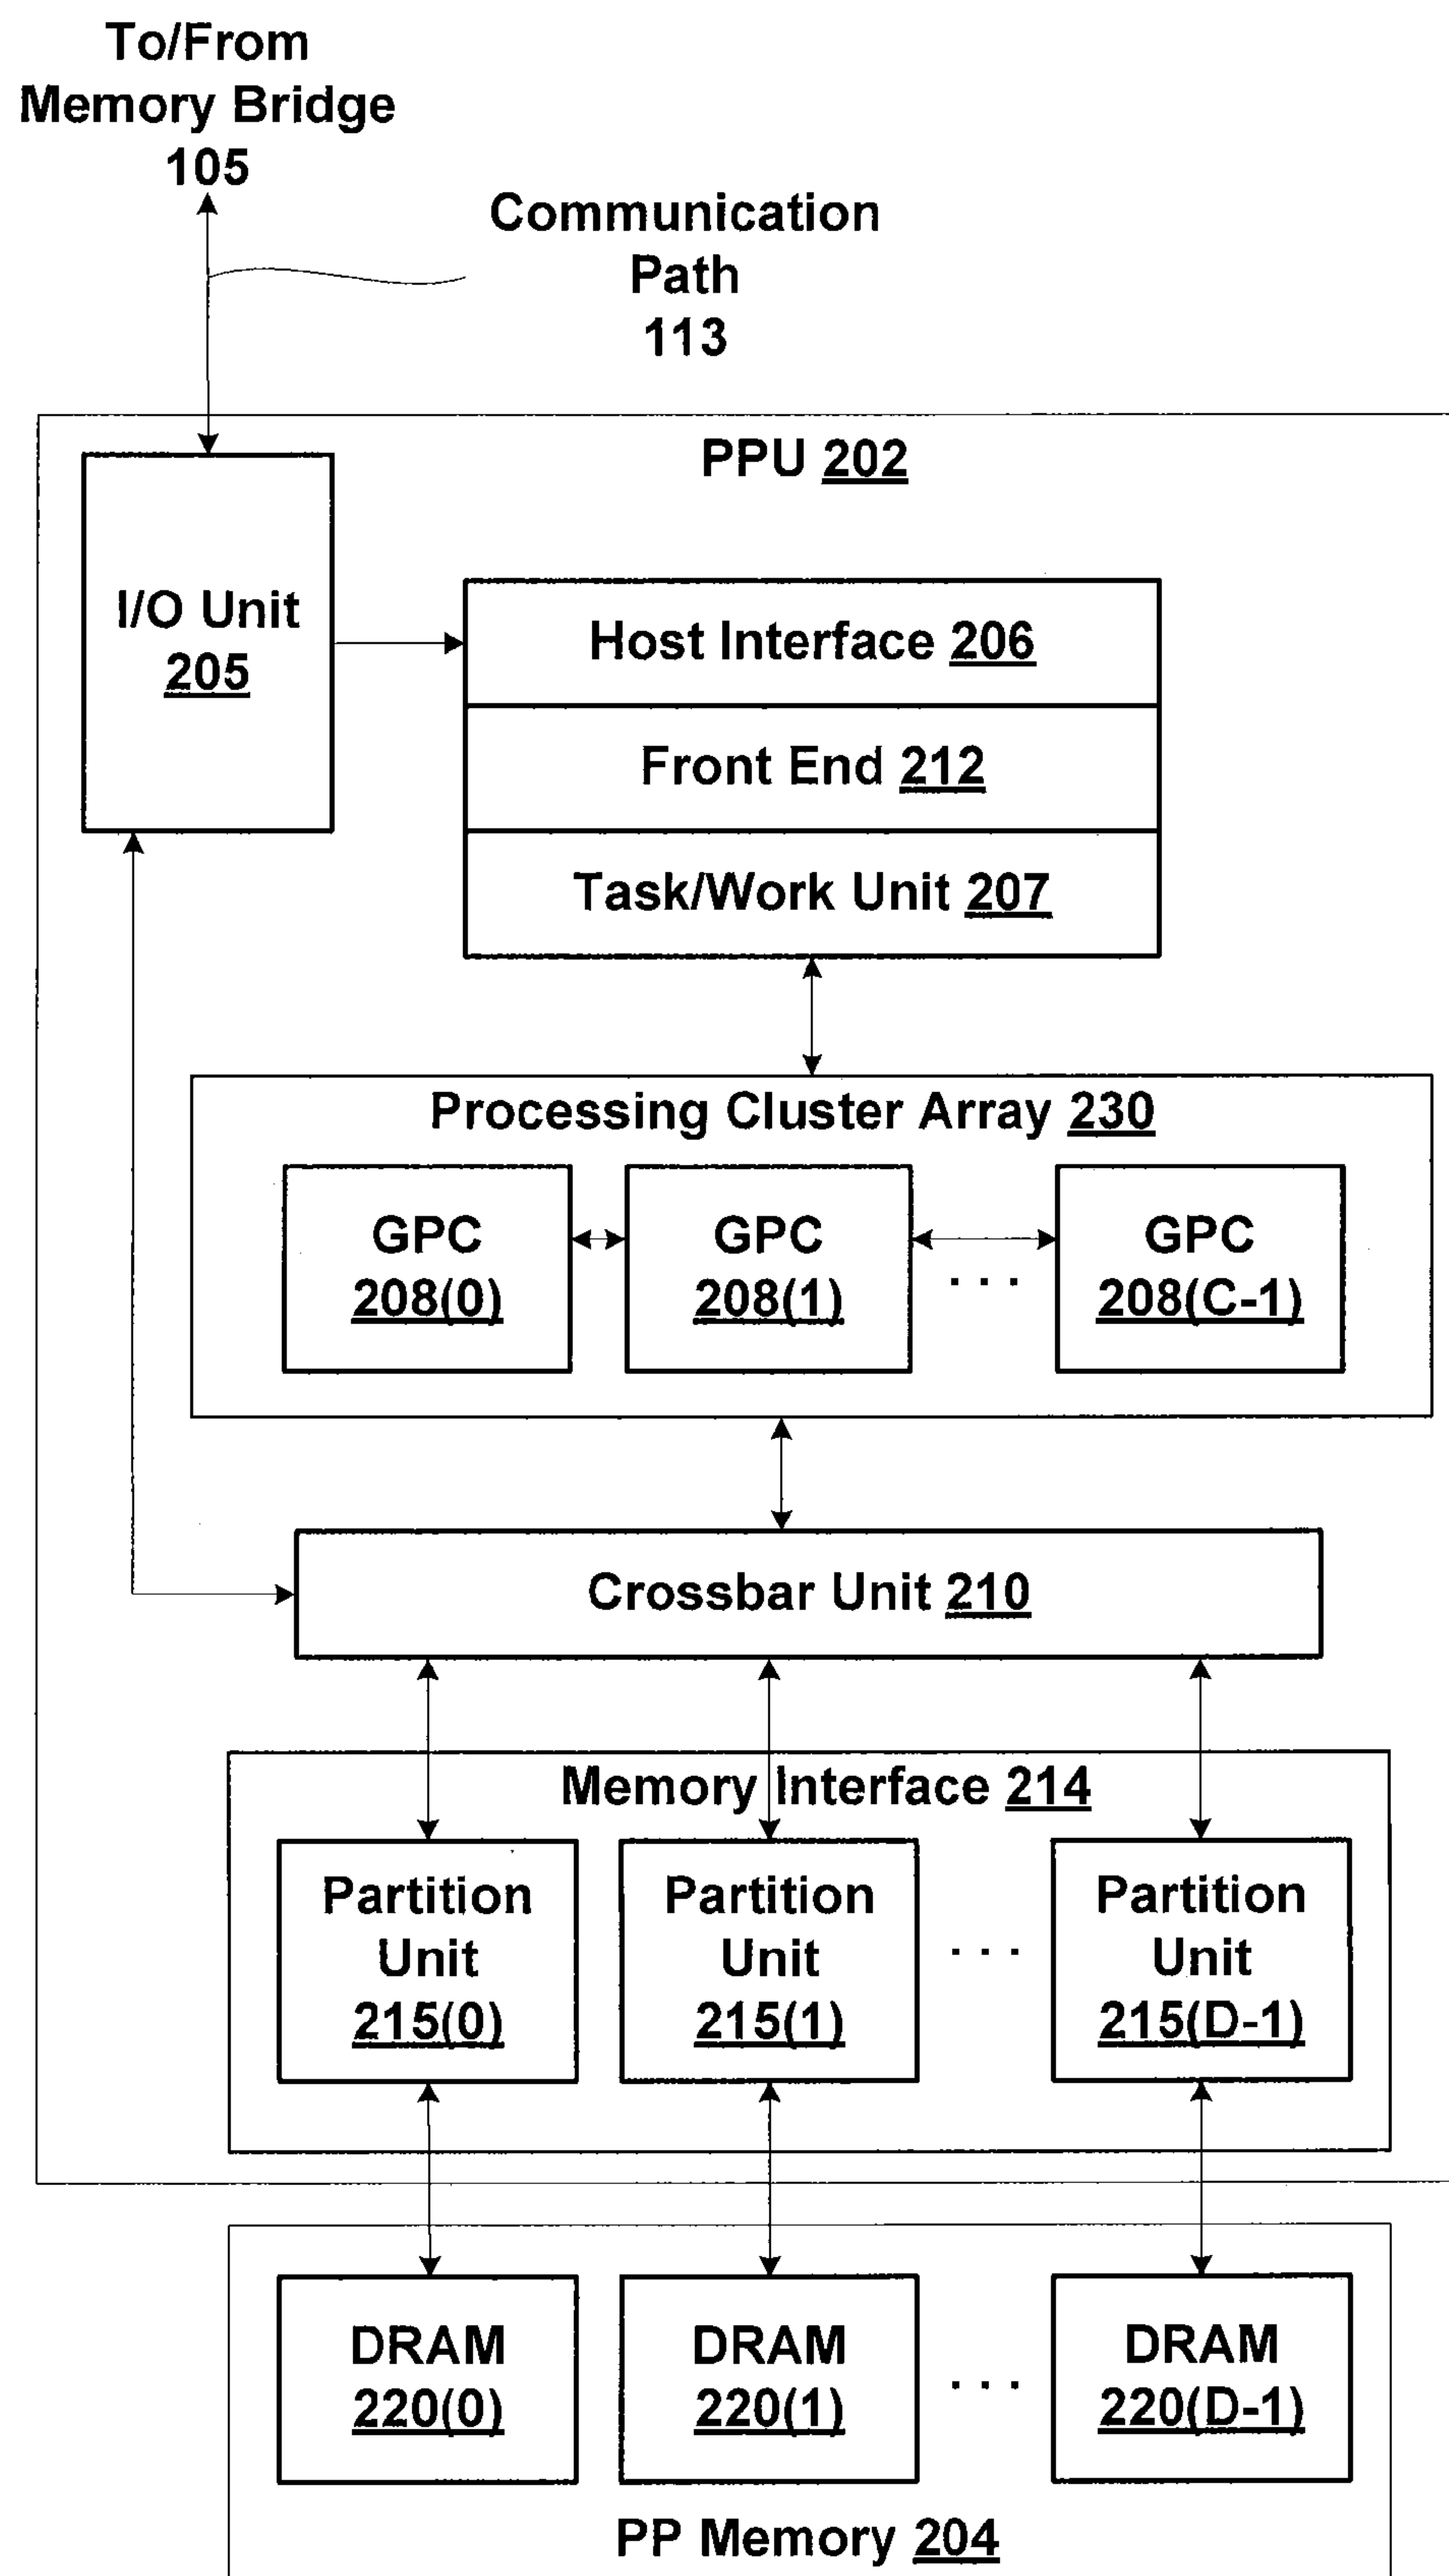 To/From
Memory Bridge
105
Communication
Path
113
PPU 202
I/O Unit
205
Host Interface 206
Front End 212
Task/Work Unit 207
Processing Cluster Array 230
GPC
208(0)
GPC
208(1)
. . .
GPC
208(C-1)
Crossbar Unit 210
Memory Interface 214
Partition
Unit
215(0)
Partition
Unit
215(1)
. . .
Partition
Unit
215(D-1)
DRAM
220(0)
DRAM
220(1)
. . .
DRAM
220(D-1)
PP Memory 204